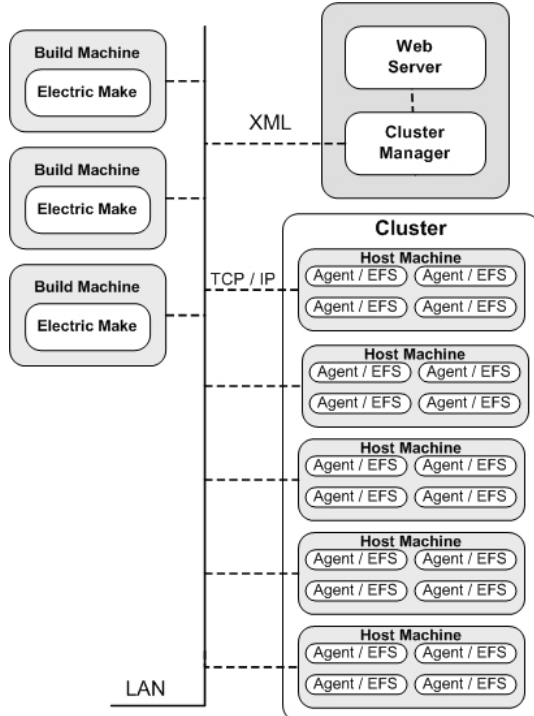 Build Machine
Electric Make
Build Machine
Electric Make
Build Machine
Electric Make
XML
Web
Server
Cluster
Manager
TCP / IP
LAN
Cluster
Host Machine
Agent / EFS Agent / EFS
Agent / EFS Agent / EFS
Host Machine
Agent / EFS Agent / EFS
Agent / EFS Agent / EFS
Host Machine
Agent / EFS Agent / EFS
Agent / EFS Agent / EFS
Host Machine
Agent / EFS Agent / EFS
Agent / EFS Agent / EFS
Host Machine
Agent / EFS Agent / EFS
Agent / EFS Agent / EFS